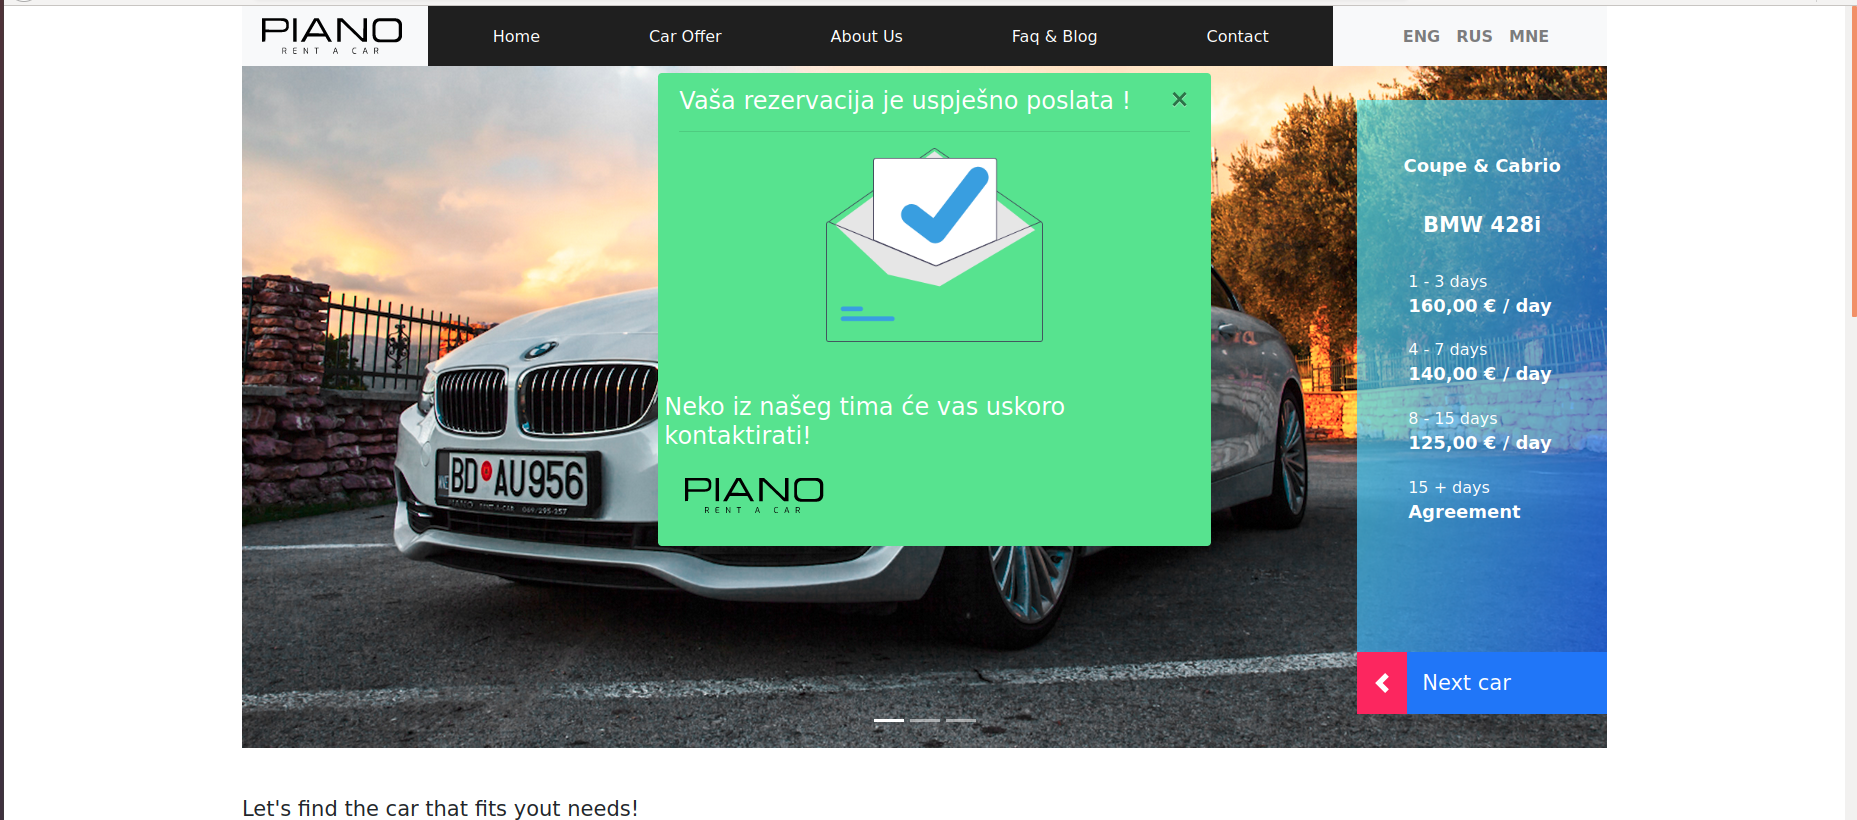 PIANO
RENT A CAR
Home
Car Offer
About Us
Faq & Blog
Contact
ENG
RUS
MNE
Vaša rezervacija je uspješno poslata !
Neko iz našeg tima će vas uskoro
kontaktirati!
PIANO
RENT A CAR
BD AU956
Coupe & Cabrio
BMW 428i
1 - 3 days
160,00 € / day
4 - 7 days
140,00 € / day
8 - 15 days
125,00 € / day
15 + days
Agreement
Next car
Let's find the car that fits yout needs!